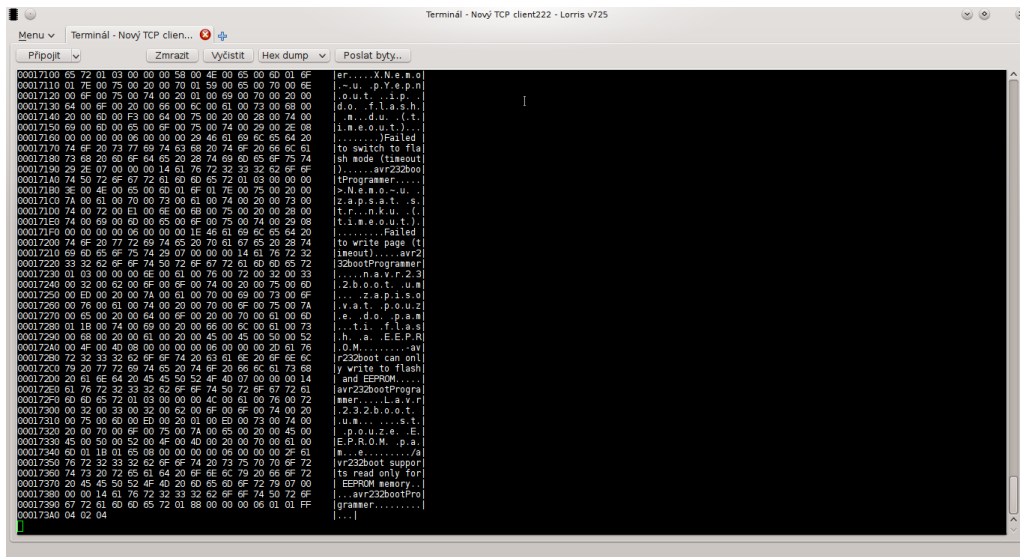 Terminál - Nový TCP client222 - Lorris v725
Menu Terminál - Nový TCP clien...
Připojit Zmrazit Vyčistit Hex dump Poslat byty...
00017100 65 72 01 03 00 00 00 58 00 4E 00 65 00 6D 01 6F |er.....X.N.e.m.o|
00017110 01 7E 00 75 00 20 00 70 01 59 00 65 00 70 00 6E |.~.u. .p.Y.e.p.n|
00017120 00 6F 00 75 00 74 00 20 01 00 69 00 70 00 20 00 |.o.u.t. ..i.p. .|
00017130 64 00 6F 00 20 00 66 00 6C 00 61 00 73 00 68 00 |d.o. .f.l.a.s.h.|
00017140 20 00 6D 00 F3 00 64 00 75 00 20 00 28 00 74 00 | .m...d.u. .(.t.|
00017150 69 00 6D 00 65 00 6F 00 75 00 74 00 29 00 2E 08 |i.m.e.o.u.t.)...|
00017160 00 00 00 00 06 00 00 00 29 46 61 69 6C 65 64 20 |........)Failed |
00017170 74 6F 20 73 77 69 74 63 68 20 74 6F 20 66 6C 61 |to switch to fla|
00017180 73 68 20 6D 6F 64 65 20 28 74 69 6D 65 6F 75 74 |sh mode (timeout|
00017190 29 2E 07 00 00 00 14 61 76 72 32 33 32 62 6F 6F |)......avr232boo|
000171A0 74 50 72 6F 67 72 61 6D 6D 65 72 01 03 00 00 00 |tProgrammer.....|
000171B0 3E 00 4E 00 65 00 6D 01 6F 01 7E 00 75 00 20 00 |>.N.e.m.o.~.u. .|
000171C0 7A 00 61 00 70 00 73 00 61 00 74 00 20 00 73 00 |z.a.p.s.a.t. .s.|
000171D0 74 00 72 00 E1 00 6E 00 6B 00 75 00 20 00 28 00 |t.r...n.k.u. .(.|
000171E0 74 00 69 00 6D 00 65 00 6F 00 75 00 74 00 29 08 |t.i.m.e.o.u.t.).|
000171F0 00 00 00 00 06 00 00 00 1E 46 61 69 6C 65 64 20 |.........Failed |
00017200 74 6F 20 77 72 69 74 65 20 70 61 67 65 20 28 74 |to write page (t|
00017210 69 6D 65 6F 75 74 29 07 00 00 00 14 61 76 72 32 |imeout).....avr2|
00017220 33 32 62 6F 6F 74 50 72 6F 67 72 61 6D 6D 65 72 |32bootProgrammer|
00017230 01 03 00 00 00 6E 00 61 00 76 00 72 00 32 00 33 |.....n.a.v.r.2.3|
00017240 00 32 00 62 00 6F 00 6F 00 74 00 20 00 75 00 6D |.2.b.o.o.t. .u.m|
00017250 00 ED 00 20 00 7A 00 61 00 70 00 69 00 73 00 6F |... .z.a.p.i.s.o|
00017260 00 76 00 61 00 74 00 20 00 70 00 6F 00 75 00 7A |.v.a.t. .p.o.u.z|
00017270 00 65 00 20 00 64 00 6F 00 20 00 70 00 61 00 6D |.e. .d.o. .p.a.m|
00017280 01 1B 00 74 00 69 00 20 00 66 00 6C 00 61 00 73 |...t.i. .f.l.a.s|
00017290 00 68 00 20 00 61 00 20 00 45 00 45 00 50 00 52 |.h. .a. .E.E.P.R|
000172A0 00 4F 00 4D 08 00 00 00 00 06 00 00 00 2D 61 76 |.O.M.........-av|
000172B0 72 32 33 32 62 6F 6F 74 20 63 61 6E 20 6F 6E 6C |r232boot can onl|
000172C0 79 20 77 72 69 74 65 20 74 6F 20 66 6C 61 73 68 |y write to flash|
000172D0 20 61 6E 64 20 45 45 50 52 4F 4D 07 00 00 00 14 | and EEPROM.....|
000172E0 61 76 72 32 33 32 62 6F 6F 74 50 72 6F 67 72 61 |avr232bootProgra|
000172F0 6D 6D 65 72 01 03 00 00 00 4C 00 61 00 76 00 72 |mmer.....L.a.v.r|
00017300 00 32 00 33 00 32 00 62 00 6F 00 6F 00 74 00 20 |.2.3.2.b.o.o.t. |
00017310 00 75 00 6D 00 ED 00 20 01 00 ED 00 73 00 74 00 |.u.m... ....s.t.|
00017320 20 00 70 00 6F 00 75 00 7A 00 65 00 20 00 45 00 | .p.o.u.z.e. .E.|
00017330 45 00 50 00 52 00 4F 00 4D 00 20 00 70 00 61 00 |E.P.R.O.M. .p.a.|
00017340 6D 01 1B 01 65 08 00 00 00 00 06 00 00 00 2F 61 |m...e........./a|
00017350 76 72 32 33 32 62 6F 6F 74 20 73 75 70 70 6F 72 |vr232boot suppor|
00017360 74 73 20 72 65 61 64 20 6F 6E 6C 79 20 66 6F 72 |ts read only for|
00017370 20 45 45 50 52 4F 4D 20 6D 65 6D 6F 72 79 07 00 | EEPROM memory..|
00017380 00 00 14 61 76 72 32 33 32 62 6F 6F 74 50 72 6F |...avr232bootPro|
00017390 67 72 61 6D 6D 65 72 01 88 00 00 00 06 01 01 FF |grammer.........|
000173A0 04 02 04 |...|